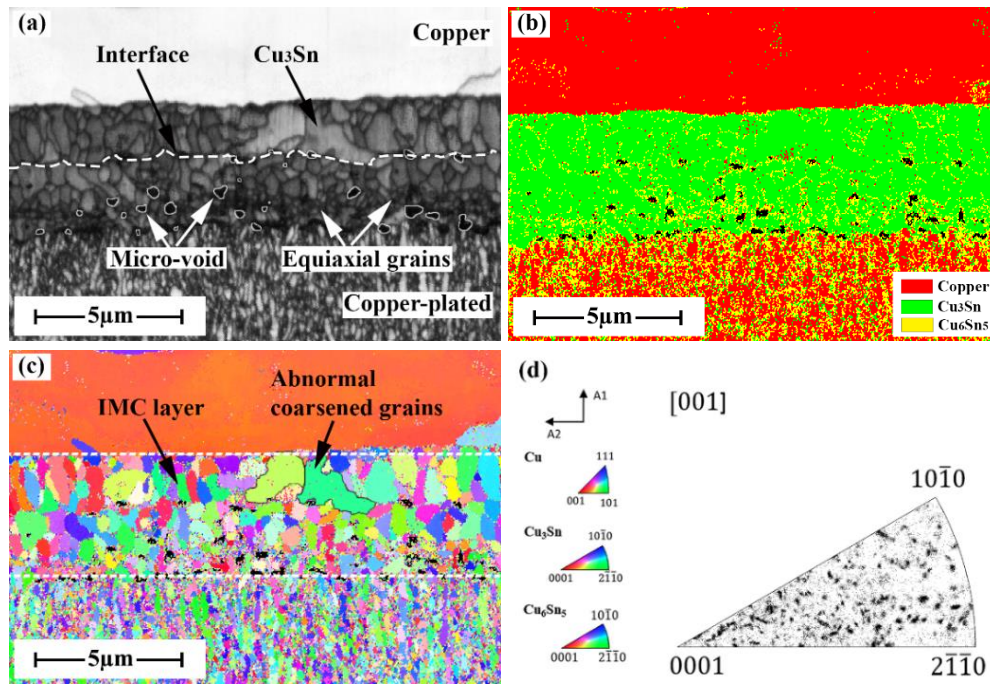 (a)
Copper
Interface
Cu₃Sn
Micro-void
Equiaxial grains
Copper-plated
5μm
(b)
Copper
Cu₃Sn
Cu₆Sn₅
5μm
(c)
IMC layer
Abnormal
coarsened grains
5μm
(d)
A1
A2
[001]
Cu
111
001
101
Cu₃Sn
101̅0
0001
21̅1̅0
Cu₆Sn₅
101̅0
0001
21̅1̅0
101̅0
0001
21̅1̅0